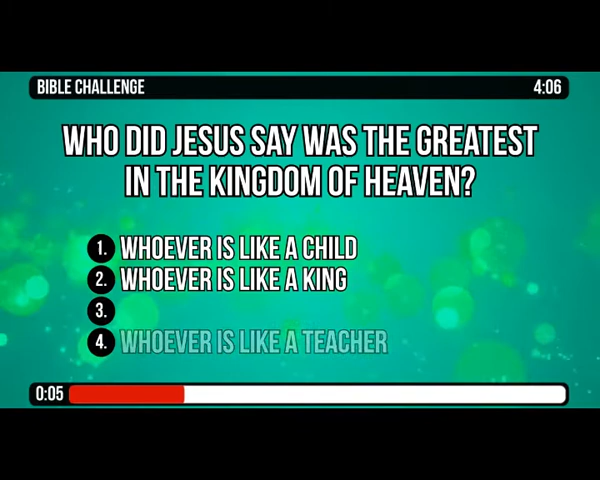 BIBLE CHALLENGE 4:06
WHO DID JESUS SAY WAS THE GREATEST
IN THE KINGDOM OF HEAVEN?
1. WHOEVER IS LIKE A CHILD
2. WHOEVER IS LIKE A KING
3.
4. WHOEVER IS LIKE A TEACHER
0:05